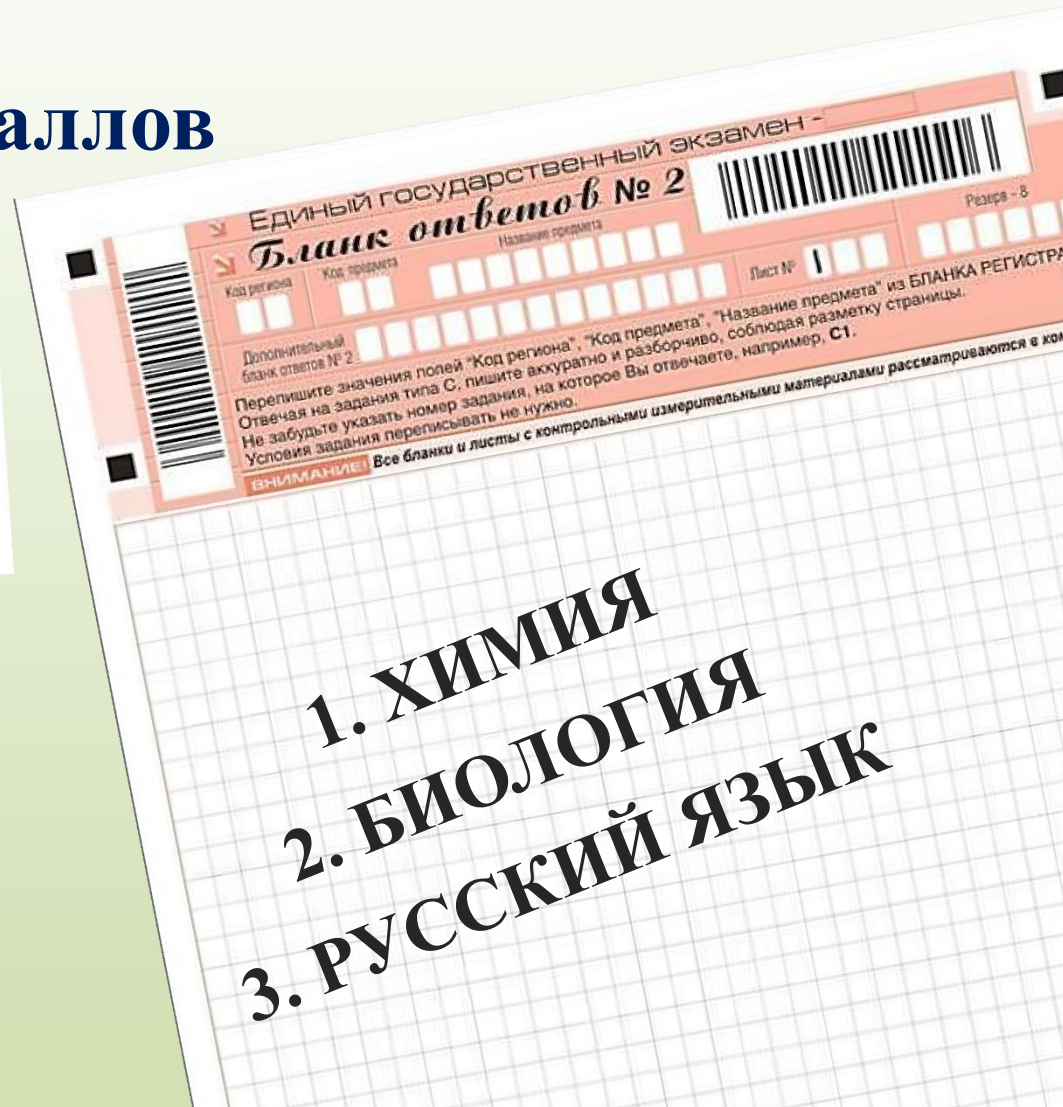 аллов
Единый государственный экзамен -
Бланк ответов № 2
Код региона Код предмета Название предмета
Резерв - 8
Дополнительный
бланк ответов № 2
Лист №
Перепишите значения полей "Код региона", "Код предмета", "Название предмета" из БЛАНКА РЕГИСТРА
Отвечая на задания типа С, пишите аккуратно и разборчиво, соблюдая разметку страницы.
Не забудьте указать номер задания, на которое Вы отвечаете, например, С1.
Условия задания переписывать не нужно.
ВНИМАНИЕ! Все бланки и листы с контрольными измерительными материалами рассматриваются в ком
1. ХИМИЯ
2. БИОЛОГИЯ
3. РУССКИЙ ЯЗЫК